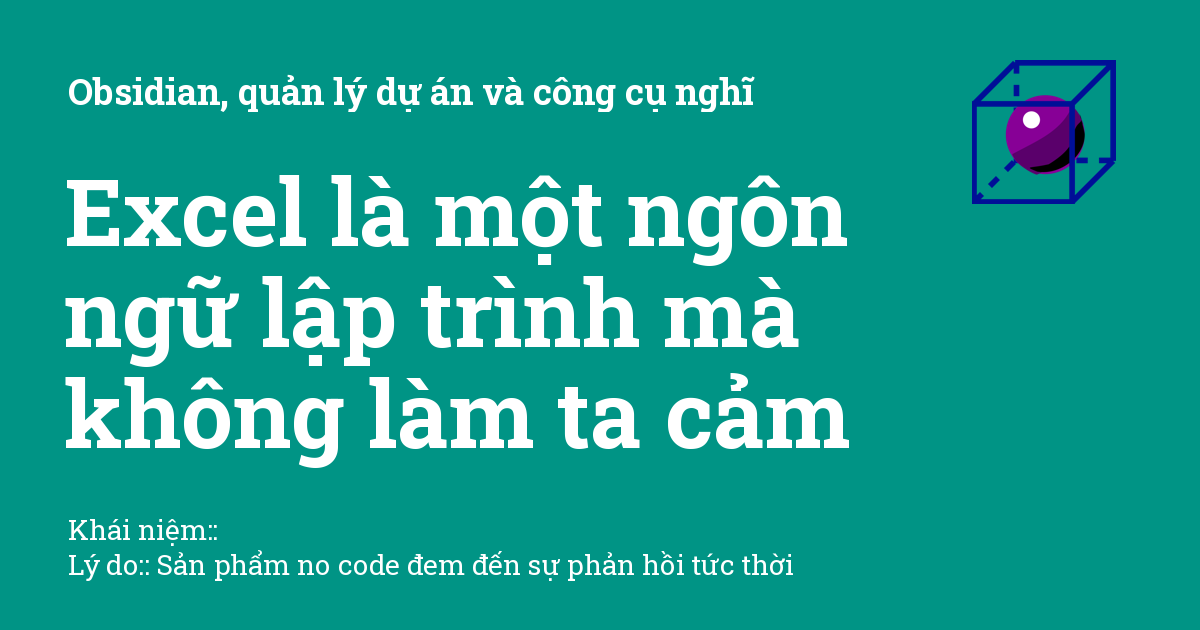 Obsidian, quản lý dự án và công cụ nghĩ
Excel là một ngôn
ngữ lập trình mà
không làm ta cảm
Khái niệm::
Lý do:: Sản phẩm no code đem đến sự phản hồi tức thời